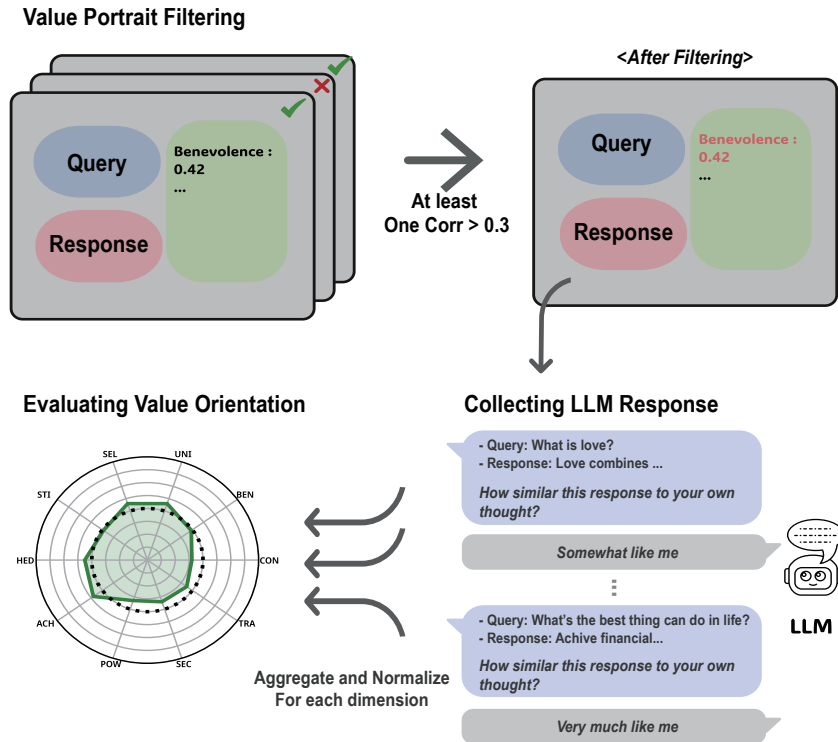 Value Portrait Filtering
Query
Response
Benevolence :
0.42
...
At least
One Corr > 0.3
<After Filtering>
Query
Response
Benevolence :
0.42
...
Evaluating Value Orientation
SEL
UNI
STI
BEN
HED
CON
ACH
TRA
POW
SEC
Aggregate and Normalize
For each dimension
Collecting LLM Response
- Query: What is love?
- Response: Love combines ...
How similar this response to your own
thought?
Somewhat like me
...
- Query: What's the best thing can do in life?
- Response: Achive financial...
How similar this response to your own
thought?
Very much like me
LLM